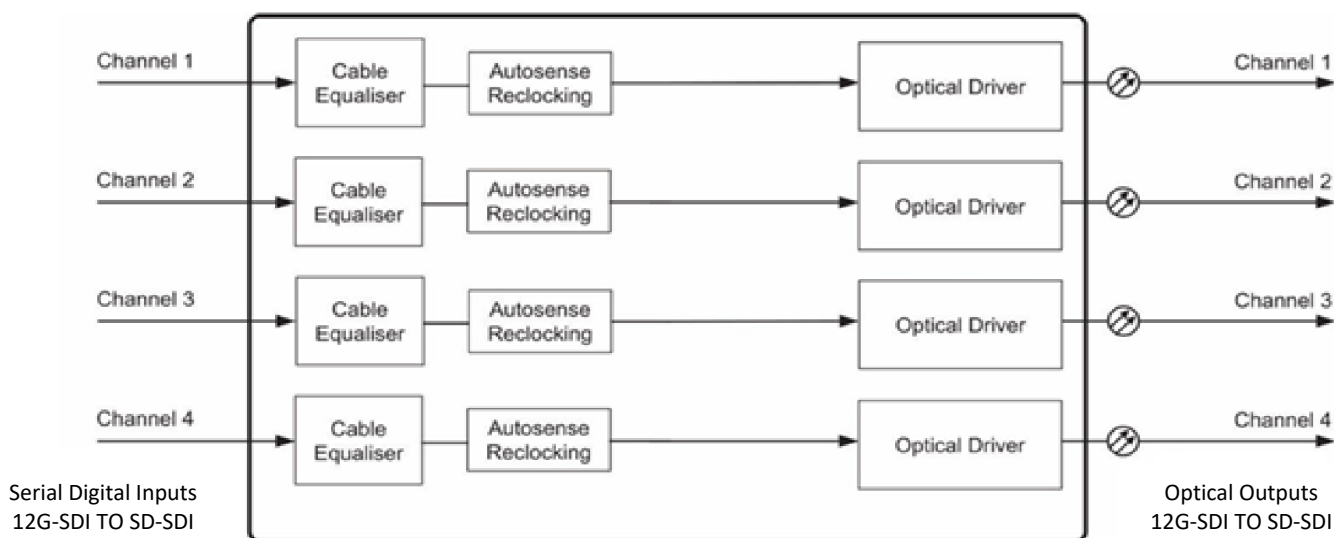 Channel 1
Cable
Equaliser
Autosense
Reclocking
Optical Driver
Channel 1
Channel 2
Cable
Equaliser
Autosense
Reclocking
Optical Driver
Channel 2
Channel 3
Cable
Equaliser
Autosense
Reclocking
Optical Driver
Channel 3
Channel 4
Cable
Equaliser
Autosense
Reclocking
Optical Driver
Channel 4
Serial Digital Inputs
12G-SDI TO SD-SDI
Optical Outputs
12G-SDI TO SD-SDI